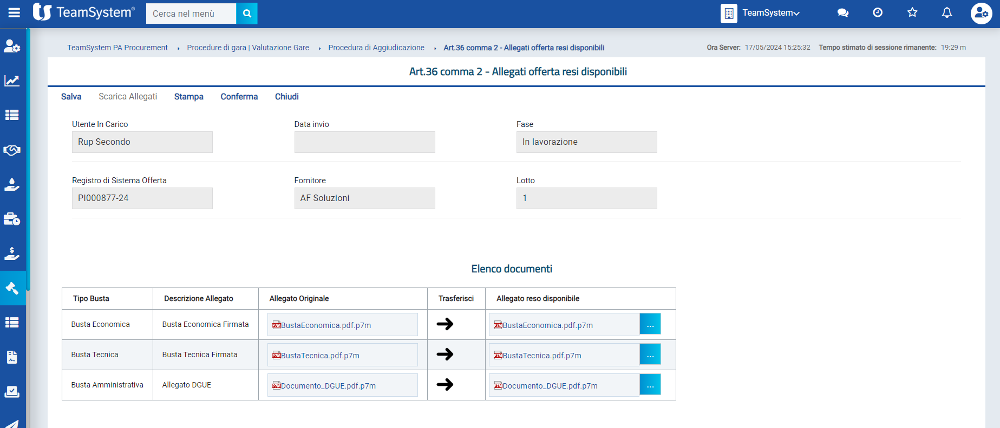 TeamSystem®
Cerca nel menù
TeamSystem
TeamSystem PA Procurement
Procedure di gara | Valutazione Gare
Procedura di Aggiudicazione
Art.36 comma 2 - Allegati offerta resi disponibili
Ora Server: 17/05/2024 15:25:32 Tempo stimato di sessione rimanente: 19:29 m
Art.36 comma 2 - Allegati offerta resi disponibili
Salva Scarica Allegati Stampa Conferma Chiudi
Utente In Carico Data invio Fase
Rup Secondo In lavorazione
Registro di Sistema Offerta Fornitore Lotto
PI000877-24 AF Soluzioni 1
Elenco documenti
Tipo Busta Descrizione Allegato Allegato Originale Trasferisci Allegato reso disponibile
Busta Economica Busta Economica Firmata P7M BustaEconomica.pdf.p7m P7M BustaEconomica.pdf.p7m ...
Busta Tecnica Busta Tecnica Firmata P7M BustaTecnica.pdf.p7m P7M BustaTecnica.pdf.p7m ...
Busta Amministrativa Allegato DGUE P7M Documento_DGUE.pdf.p7m P7M Documento_DGUE.pdf.p7m ...